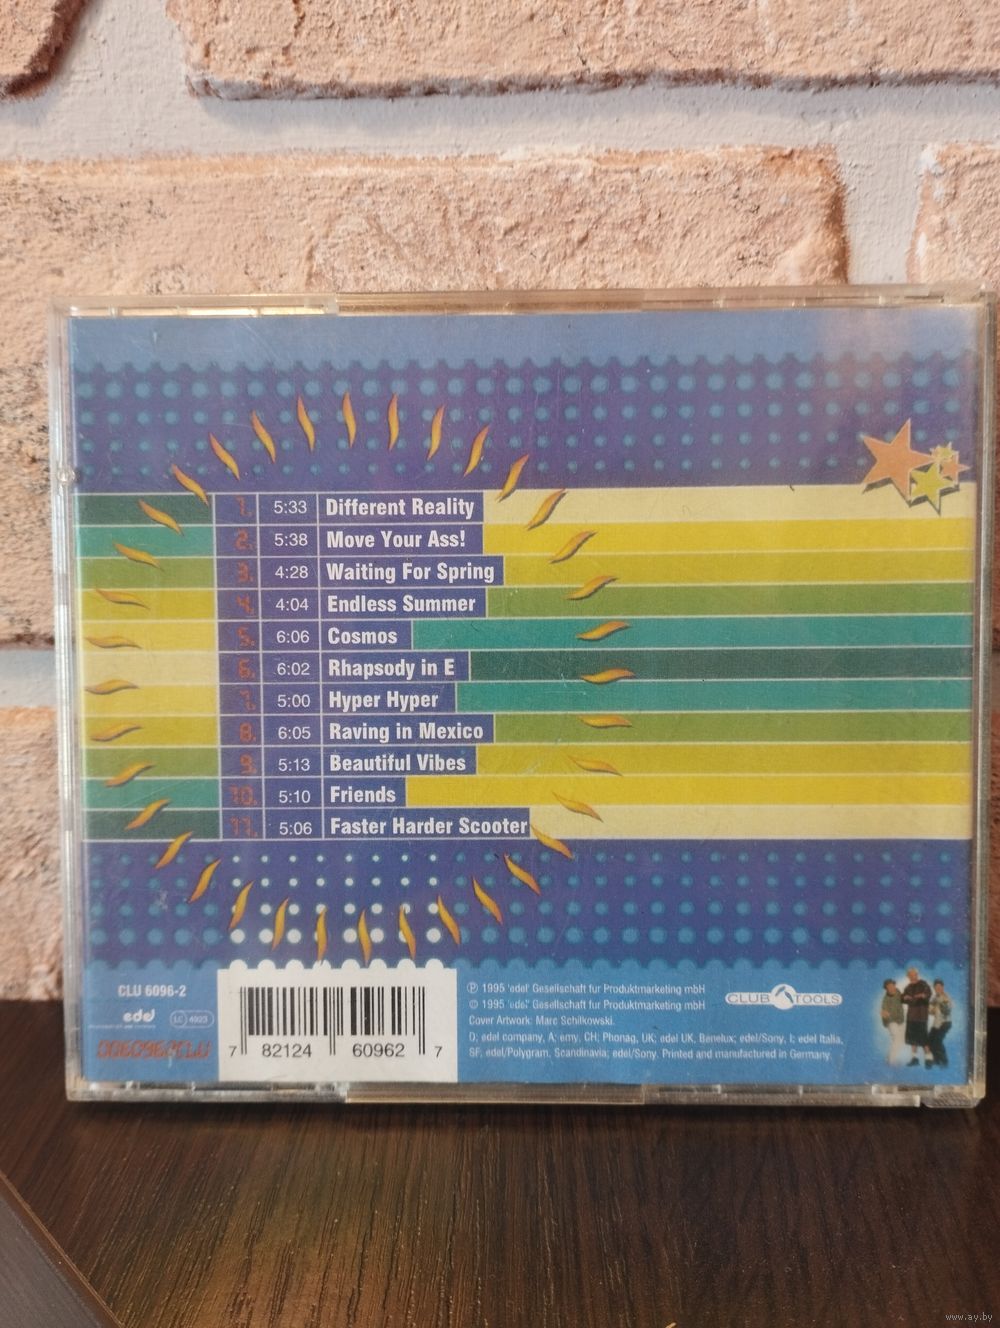 1. 5:33 Different Reality
2. 5:38 Move Your Ass!
3. 4:28 Waiting For Spring
4. 4:04 Endless Summer
5. 6:06 Cosmos
6. 6:02 Rhapsody in E
7. 5:00 Hyper Hyper
8. 6:05 Raving in Mexico
9. 5:13 Beautiful Vibes
10. 5:10 Friends
11. 5:06 Faster Harder Scooter
CLU 6096-2
edel
LC 4923
0060962CLU
7 82124 60962 7
℗ 1995 'edel' Gesellschaft fur Produktmarketing mbH
© 1995 'edel' Gesellschaft fur Produktmarketing mbH
Cover Artwork: Marc Schilkowski.
D; edel company, A; emy, CH; Phonag, UK; edel UK, Benelux; edel/Sony, I; edel Italia,
SF; edel/Polygram, Scandinavia; edel/Sony. Printed and manufactured in Germany.
CLUB TOOLS
www.ay.by